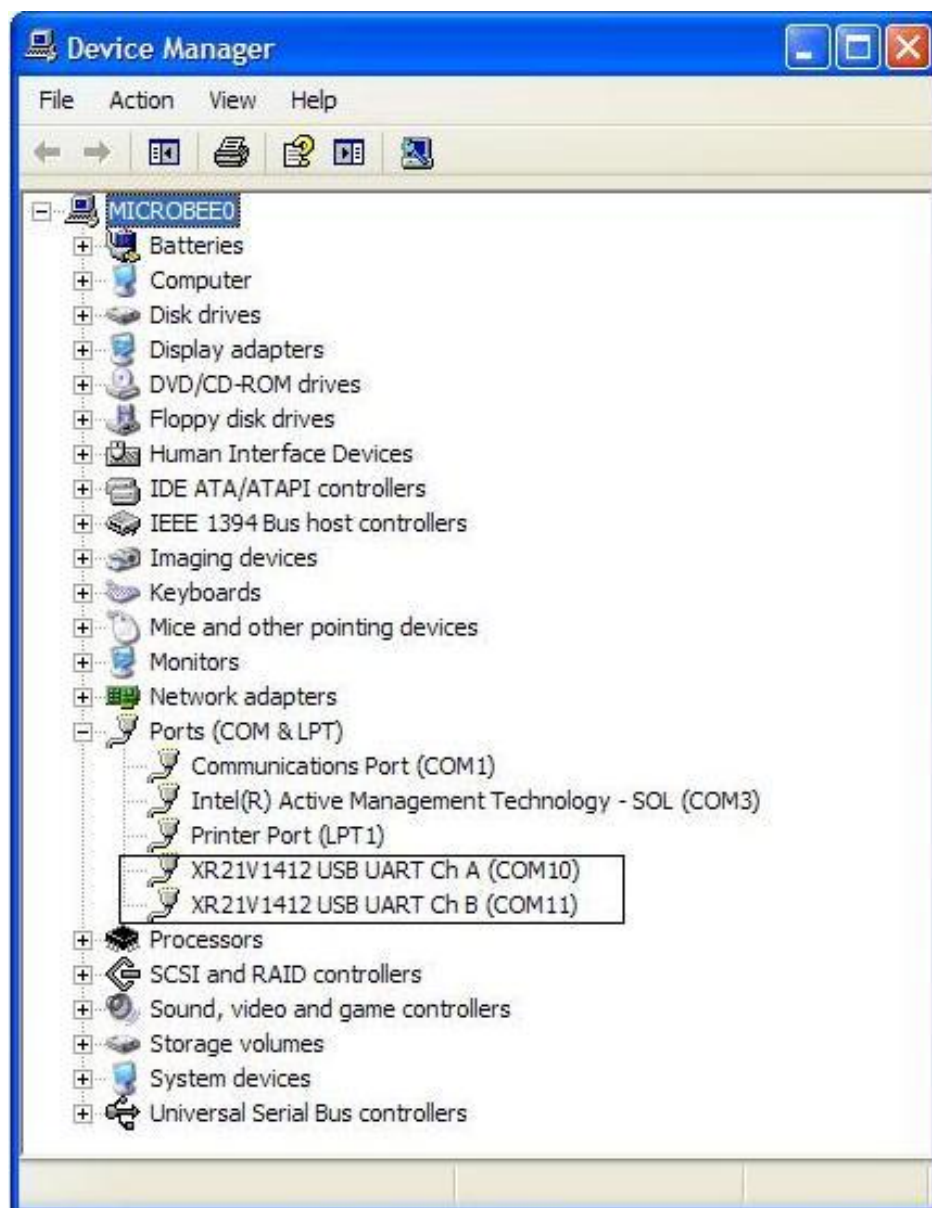 Device Manager
File Action View Help
MICROBEE0
Batteries
Computer
Disk drives
Display adapters
DVD/CD-ROM drives
Floppy disk drives
Human Interface Devices
IDE ATA/ATAPI controllers
IEEE 1394 Bus host controllers
Imaging devices
Keyboards
Mice and other pointing devices
Monitors
Network adapters
Ports (COM & LPT)
Communications Port (COM1)
Intel(R) Active Management Technology - SOL (COM3)
Printer Port (LPT1)
XR21V1412 USB UART Ch A (COM10)
XR21V1412 USB UART Ch B (COM11)
Processors
SCSI and RAID controllers
Sound, video and game controllers
Storage volumes
System devices
Universal Serial Bus controllers